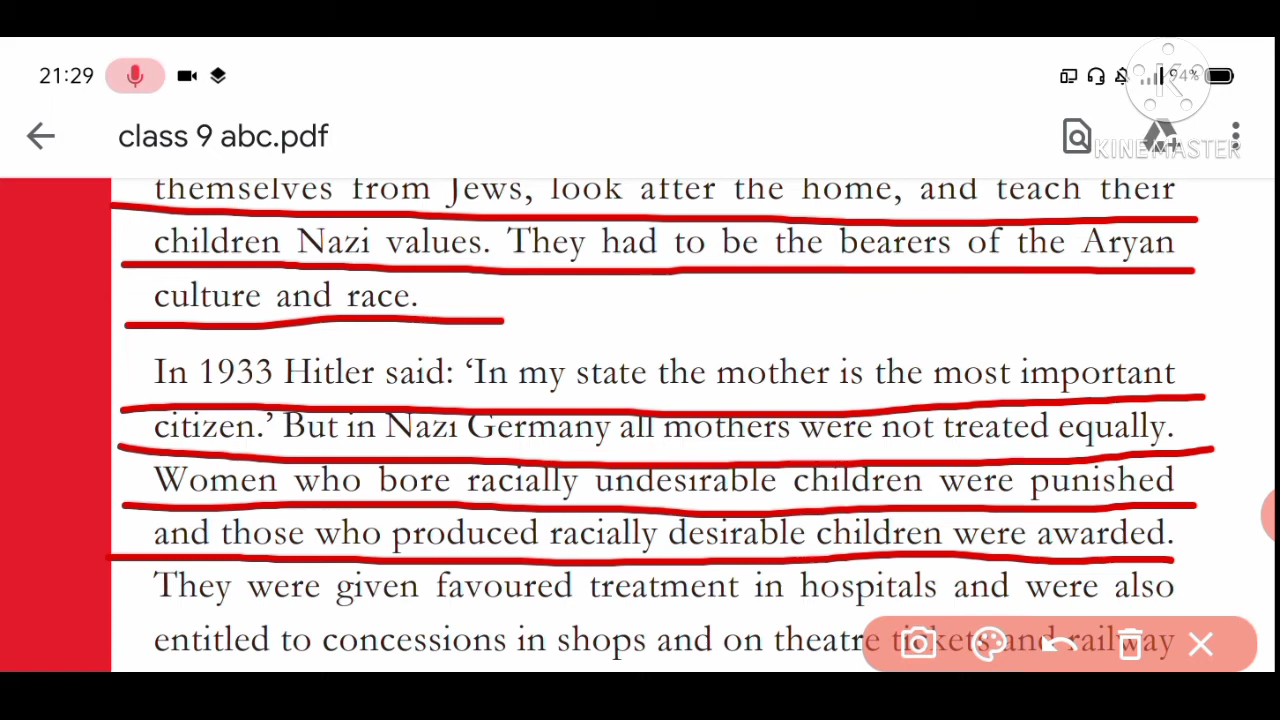 21:29
94%
class 9 abc.pdf
KINEMASTER
themselves from Jews, look after the home, and teach their
children Nazi values. They had to be the bearers of the Aryan
culture and race.
In 1933 Hitler said: ‘In my state the mother is the most important
citizen.’ But in Nazi Germany all mothers were not treated equally.
Women who bore racially undesirable children were punished
and those who produced racially desirable children were awarded.
They were given favoured treatment in hospitals and were also
entitled to concessions in shops and on theatre tickets and railway